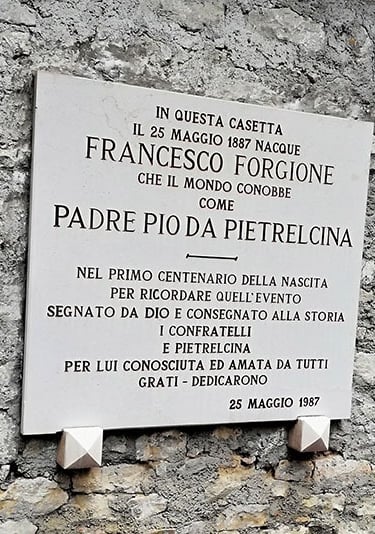 IN QUESTA CASETTA
IL 25 MAGGIO 1887 NACQUE
FRANCESCO FORGIONE
CHE IL MONDO CONOBBE
COME
PADRE PIO DA PIETRELCINA
NEL PRIMO CENTENARIO DELLA NASCITA
PER RICORDARE QUELL'EVENTO
SEGNATO DA DIO E CONSEGNATO ALLA STORIA
I CONFRATELLI
E PIETRELCINA
PER LUI CONOSCIUTA ED AMATA DA TUTTI
GRATI - DEDICARONO
25 MAGGIO 1987